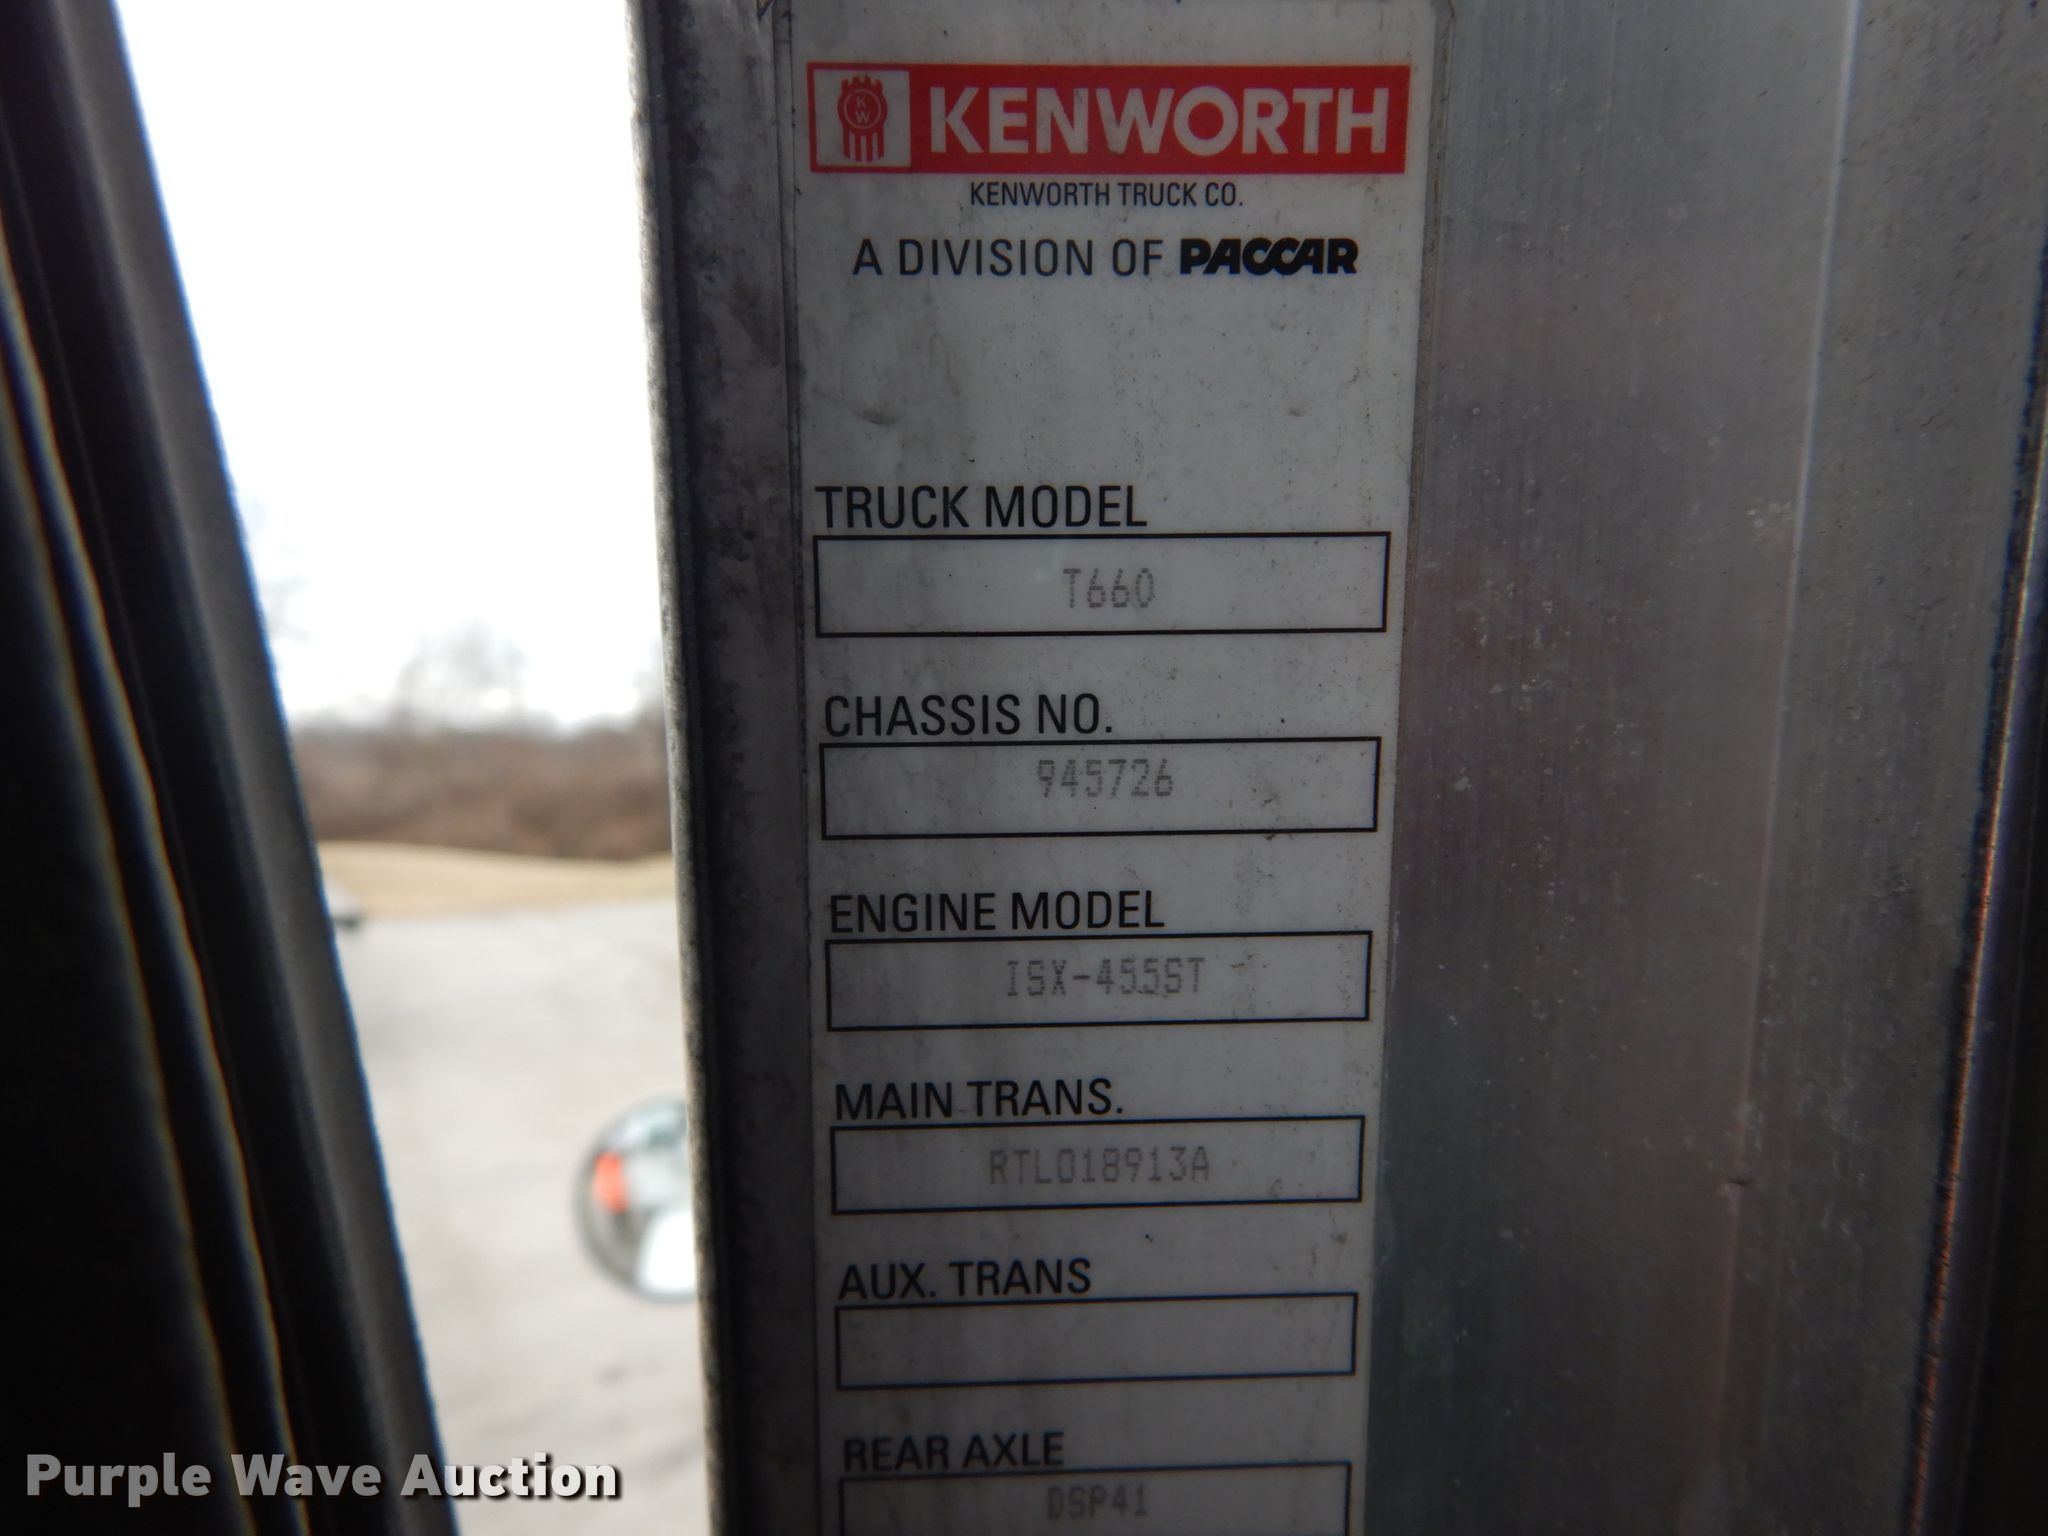 KW KENWORTH
KENWORTH TRUCK CO.
A DIVISION OF PACCAR
TRUCK MODEL
T660
CHASSIS NO.
945726
ENGINE MODEL
ISX-455ST
MAIN TRANS.
RTLO18913A
AUX. TRANS
REAR AXLE
DSP41
Purple Wave Auction